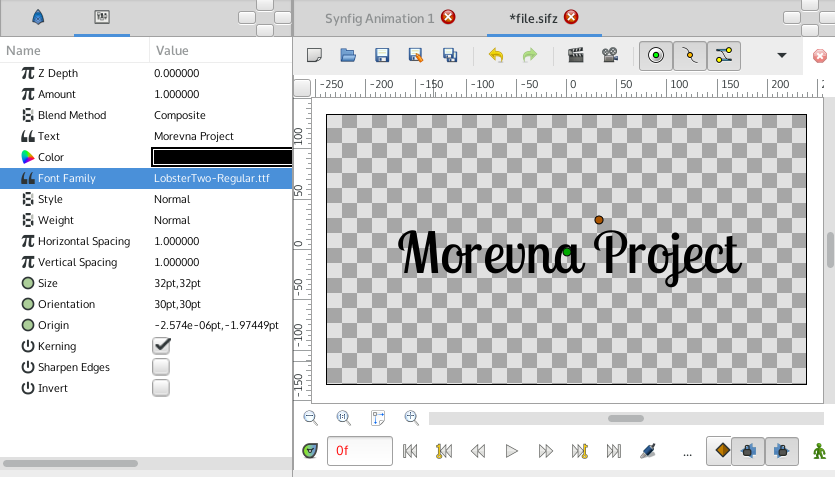 Synfig Animation 1
*file.sifz
Name Value
Z Depth 0.000000
Amount 1.000000
Blend Method Composite
Text Morevna Project
Color
Font Family LobsterTwo-Regular.ttf
Style Normal
Weight Normal
Horizontal Spacing 1.000000
Vertical Spacing 1.000000
Size 32pt,32pt
Orientation 30pt,30pt
Origin -2.574e-06pt,-1.97449pt
Kerning
Sharpen Edges
Invert
-250 -200 -150 -100 -50 0 50 100 150 200
100
50
0
-50
-100
-150
Morevna Project
0f
...